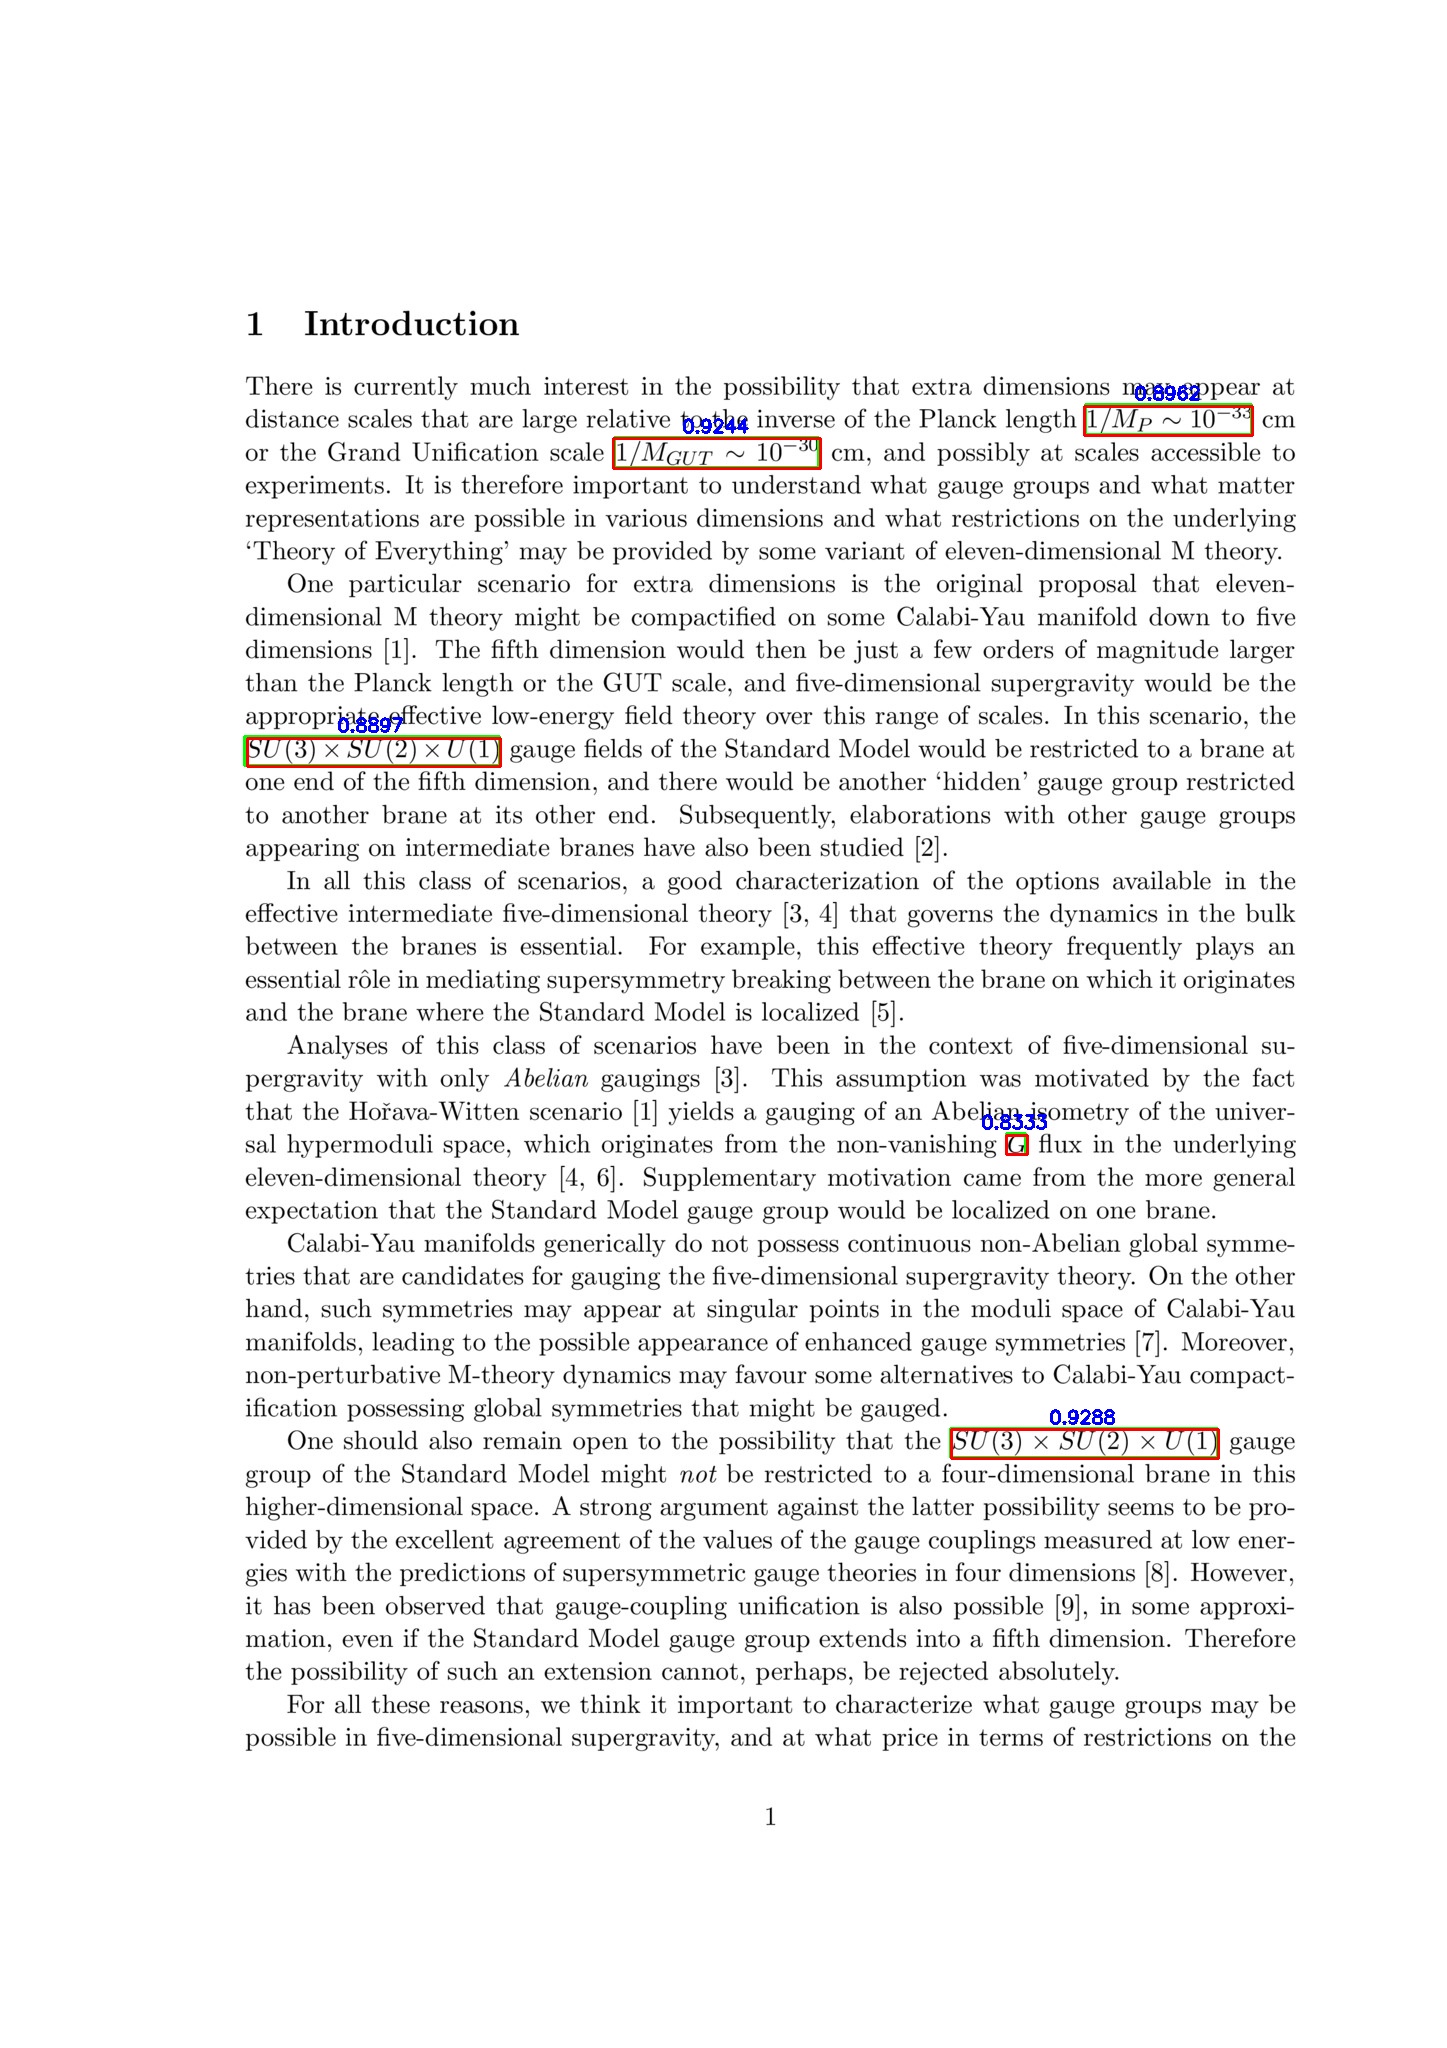 1 Introduction
0.8962
There is currently much interest in the possibility that extra dimensions may appear at
0.9244
distance scales that are large relative to the inverse of the Planck length 1/M_P ∼ 10^{−33} cm
or the Grand Unification scale 1/M_{GUT} ∼ 10^{−30} cm, and possibly at scales accessible to
experiments. It is therefore important to understand what gauge groups and what matter
representations are possible in various dimensions and what restrictions on the underlying
‘Theory of Everything’ may be provided by some variant of eleven-dimensional M theory.
One particular scenario for extra dimensions is the original proposal that eleven-
dimensional M theory might be compactified on some Calabi-Yau manifold down to five
dimensions [1]. The fifth dimension would then be just a few orders of magnitude larger
than the Planck length or the GUT scale, and five-dimensional supergravity would be the
appropriate effective low-energy field theory over this range of scales. In this scenario, the
0.8897
SU(3) × SU(2) × U(1) gauge fields of the Standard Model would be restricted to a brane at
one end of the fifth dimension, and there would be another ‘hidden’ gauge group restricted
to another brane at its other end. Subsequently, elaborations with other gauge groups
appearing on intermediate branes have also been studied [2].
In all this class of scenarios, a good characterization of the options available in the
effective intermediate five-dimensional theory [3, 4] that governs the dynamics in the bulk
between the branes is essential. For example, this effective theory frequently plays an
essential rôle in mediating supersymmetry breaking between the brane on which it originates
and the brane where the Standard Model is localized [5].
Analyses of this class of scenarios have been in the context of five-dimensional su-
pergravity with only Abelian gaugings [3]. This assumption was motivated by the fact
that the Hořava-Witten scenario [1] yields a gauging of an Abelian isometry of the univer-
0.8333
sal hypermoduli space, which originates from the non-vanishing G flux in the underlying
eleven-dimensional theory [4, 6]. Supplementary motivation came from the more general
expectation that the Standard Model gauge group would be localized on one brane.
Calabi-Yau manifolds generically do not possess continuous non-Abelian global symme-
tries that are candidates for gauging the five-dimensional supergravity theory. On the other
hand, such symmetries may appear at singular points in the moduli space of Calabi-Yau
manifolds, leading to the possible appearance of enhanced gauge symmetries [7]. Moreover,
non-perturbative M-theory dynamics may favour some alternatives to Calabi-Yau compact-
ification possessing global symmetries that might be gauged.
0.9288
One should also remain open to the possibility that the SU(3) × SU(2) × U(1) gauge
group of the Standard Model might not be restricted to a four-dimensional brane in this
higher-dimensional space. A strong argument against the latter possibility seems to be pro-
vided by the excellent agreement of the values of the gauge couplings measured at low ener-
gies with the predictions of supersymmetric gauge theories in four dimensions [8]. However,
it has been observed that gauge-coupling unification is also possible [9], in some approxi-
mation, even if the Standard Model gauge group extends into a fifth dimension. Therefore
the possibility of such an extension cannot, perhaps, be rejected absolutely.
For all these reasons, we think it important to characterize what gauge groups may be
possible in five-dimensional supergravity, and at what price in terms of restrictions on the
1